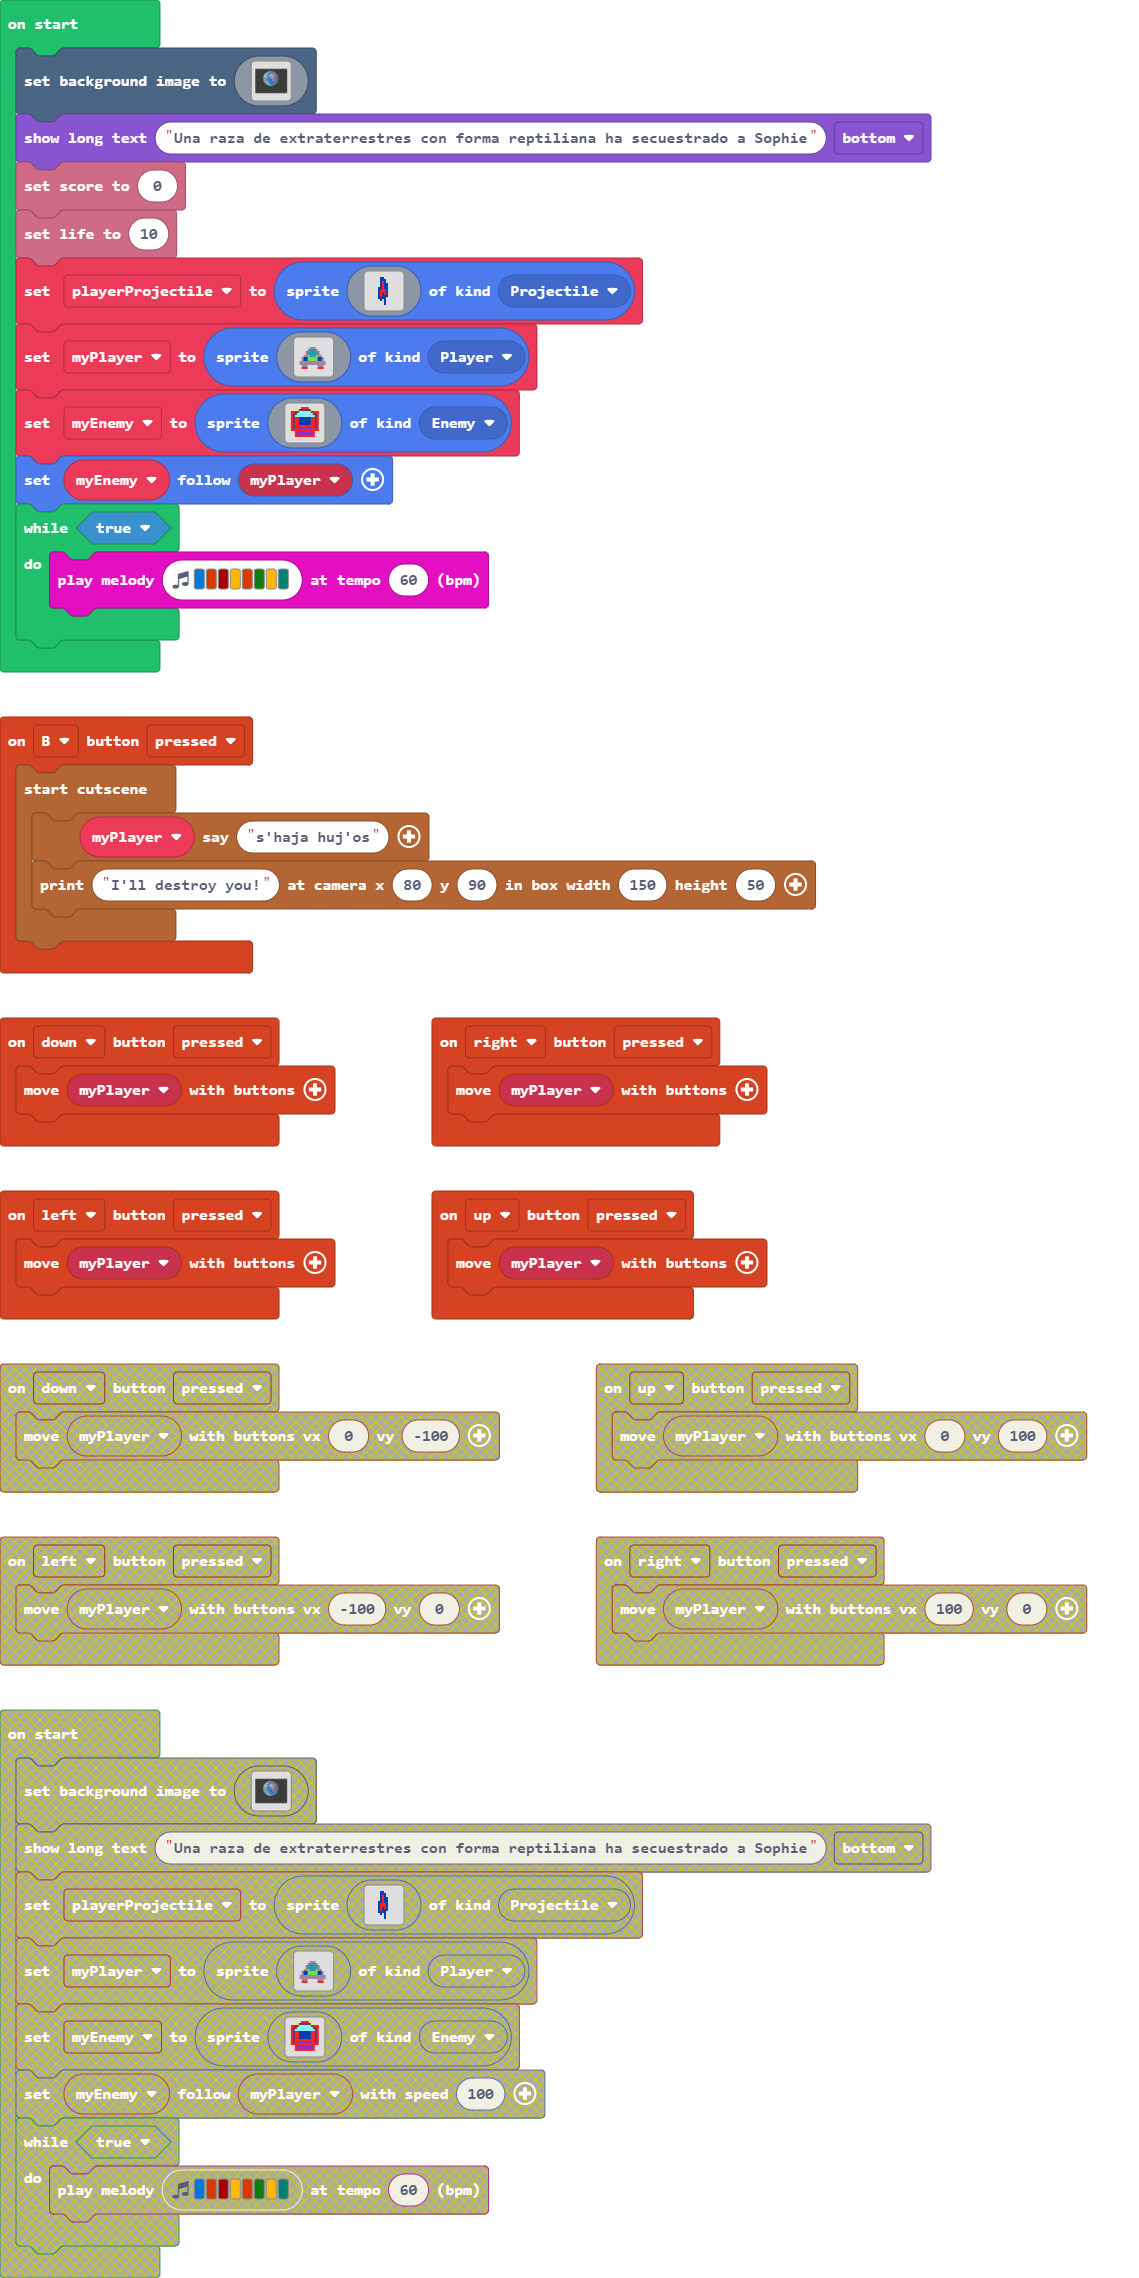 on start
set background image to
show long text "Una raza de extraterrestres con forma reptiliana ha secuestrado a Sophie" bottom
set score to 0
set life to 10
set playerProjectile to sprite of kind Projectile
set myPlayer to sprite of kind Player
set myEnemy to sprite of kind Enemy
set myEnemy follow myPlayer
while true
do
play melody at tempo 60 (bpm)
on B button pressed
start cutscene
myPlayer say "s'haja huj'os"
print "I'll destroy you!" at camera x 80 y 90 in box width 150 height 50
on down button pressed
move myPlayer with buttons
on right button pressed
move myPlayer with buttons
on left button pressed
move myPlayer with buttons
on up button pressed
move myPlayer with buttons
on down button pressed
move myPlayer with buttons vx 0 vy -100
on up button pressed
move myPlayer with buttons vx 0 vy 100
on left button pressed
move myPlayer with buttons vx -100 vy 0
on right button pressed
move myPlayer with buttons vx 100 vy 0
on start
set background image to
show long text "Una raza de extraterrestres con forma reptiliana ha secuestrado a Sophie" bottom
set playerProjectile to sprite of kind Projectile
set myPlayer to sprite of kind Player
set myEnemy to sprite of kind Enemy
set myEnemy follow myPlayer with speed 100
while true
do
play melody at tempo 60 (bpm)